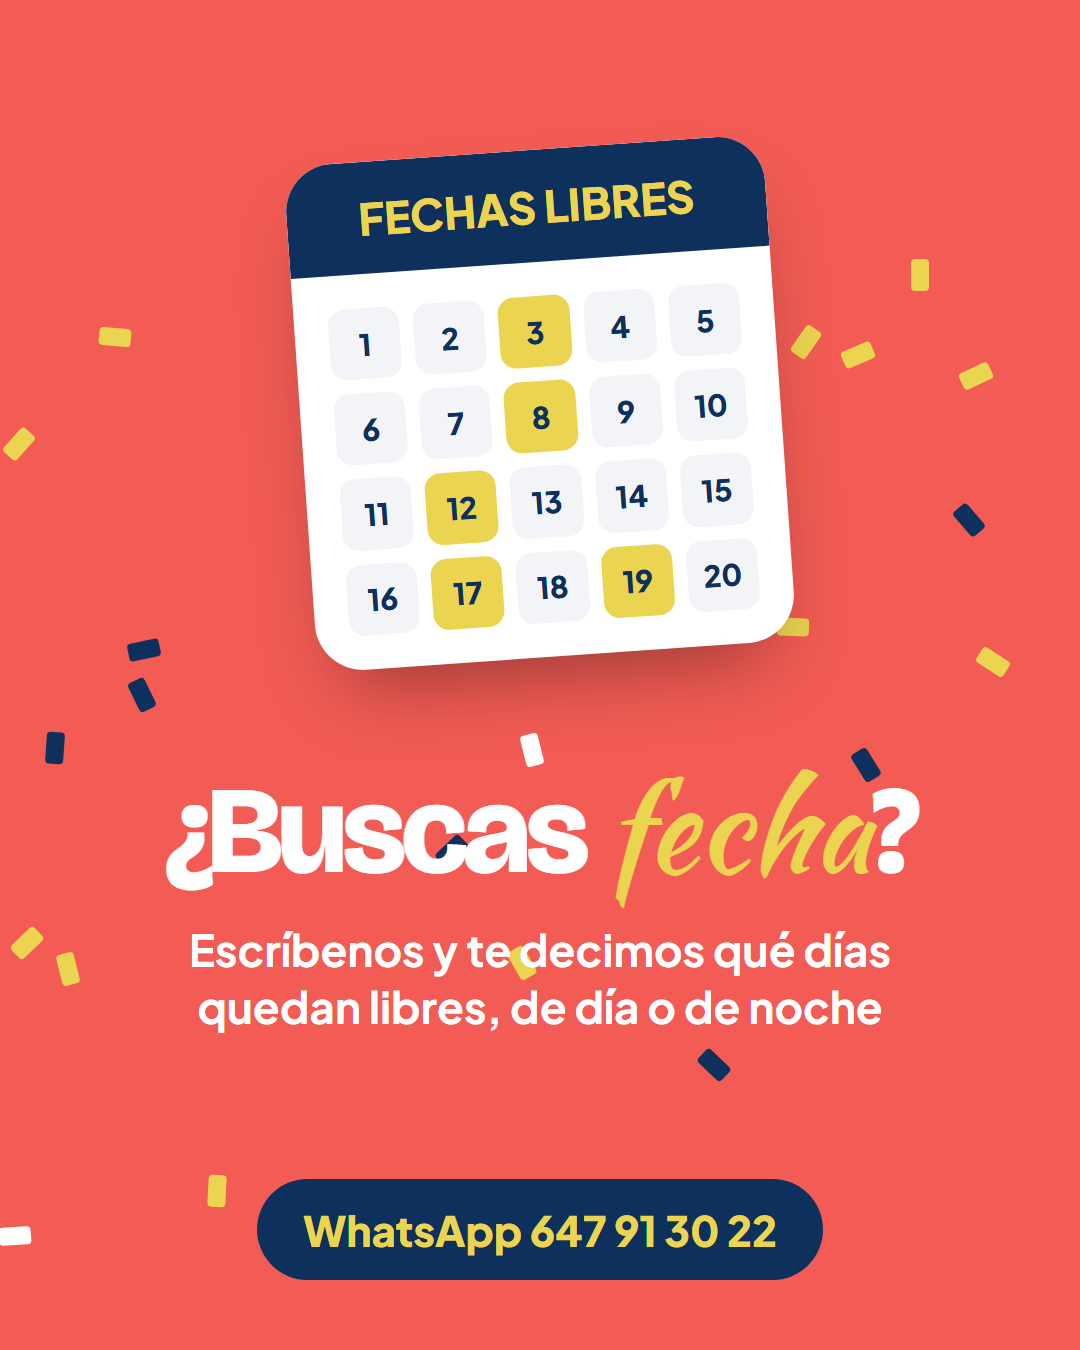 FECHAS LIBRES
1 2 3 4 5
6 7 8 9 10
11 12 13 14 15
16 17 18 19 20
¿Buscas fecha?
Escríbenos y te decimos qué días
quedan libres, de día o de noche
WhatsApp 647 91 30 22